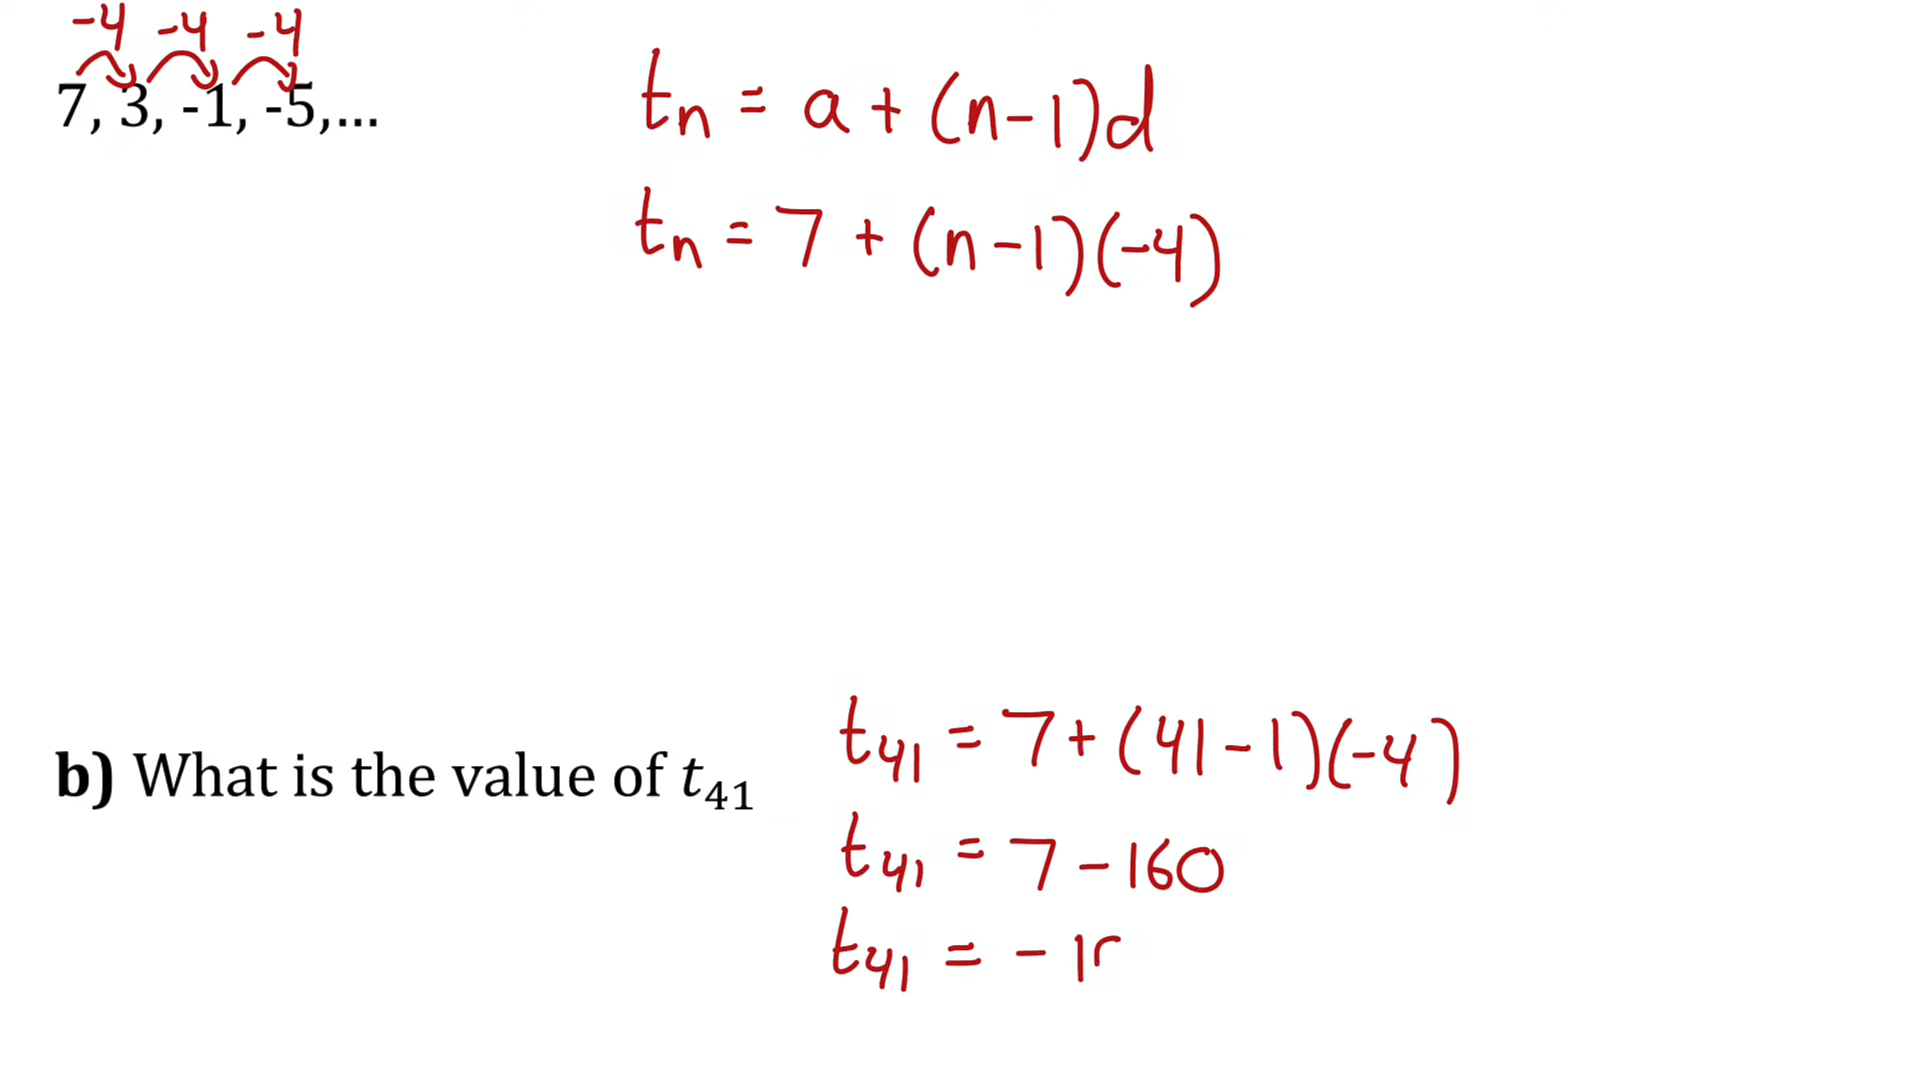 -4 -4 -4
7, 3, -1, -5,...
tn = a + (n-1)d
tn = 7 + (n-1)(-4)
b) What is the value of t41
t41 = 7 + (41-1)(-4)
t41 = 7 - 160
t41 = - 1